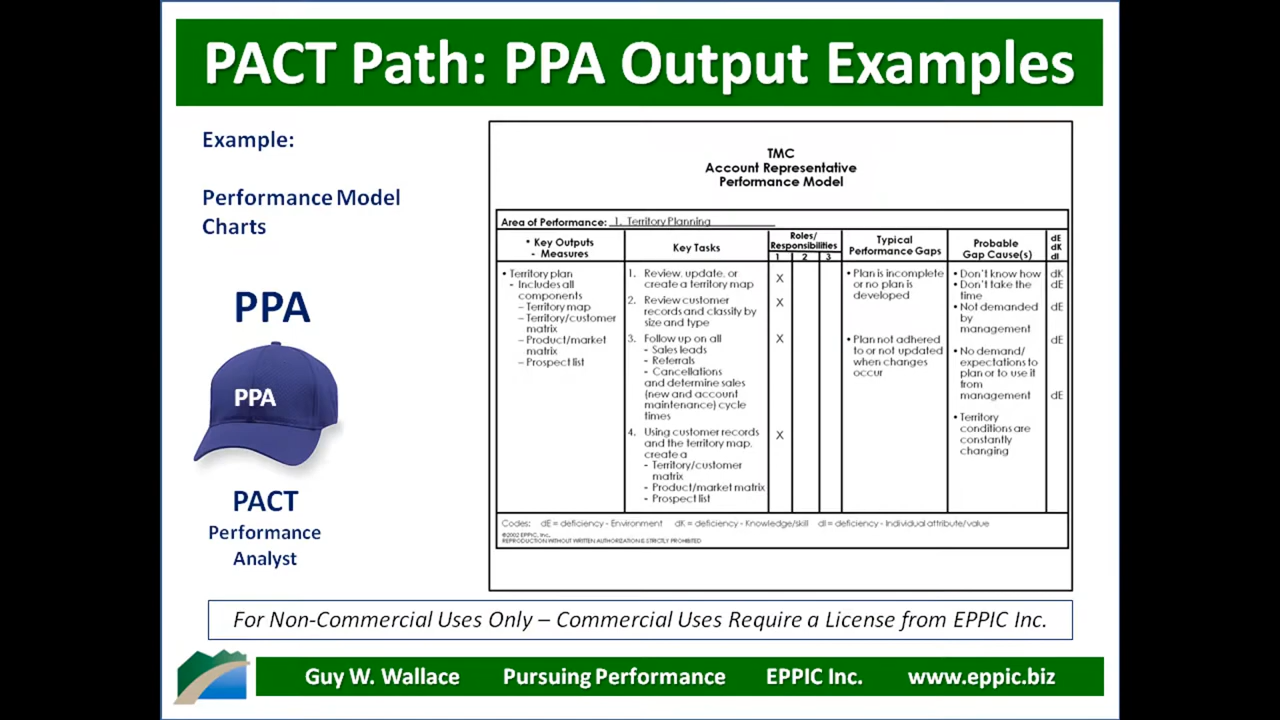 PACT Path: PPA Output Examples
Example:
Performance Model
Charts
PPA
PPA
PACT
Performance
Analyst
TMC
Account Representative
Performance Model
Area of Performance: 1. Territory Planning
• Key Outputs
- Measures
Key Tasks
Roles/
Responsibilities
1 2 3
Typical
Performance Gaps
Probable
Gap Cause(s)
dE
dK
dI
• Territory plan
- Includes all
components
– Territory map
– Territory/customer
matrix
– Product/market
matrix
– Prospect list
1. Review, update, or
create a territory map
2. Review customer
records and classify by
size and type
3. Follow up on all
- Sales leads
- Referrals
- Cancellations
and determine sales
(new and account
maintenance) cycle
times
4. Using customer records
and the territory map,
create a
- Territory/customer
matrix
- Product/market matrix
- Prospect list
X
X
X
X
• Plan is incomplete
or no plan is
developed
• Plan not adhered
to or not updated
when changes
occur
• Don't know how
• Don't take the
time
• Not demanded
by
management
• No demand/
expectations to
plan or to use it
from
management
• Territory
conditions are
constantly
changing
dK
dE
dE
dE
dE
Codes: dE = deficiency - Environment dK = deficiency - Knowledge/skill dI = deficiency - Individual attribute/value
©2002 EPPIC, Inc.
REPRODUCTION WITHOUT WRITTEN AUTHORIZATION IS STRICTLY PROHIBITED
For Non-Commercial Uses Only – Commercial Uses Require a License from EPPIC Inc.
Guy W. Wallace Pursuing Performance EPPIC Inc. www.eppic.biz